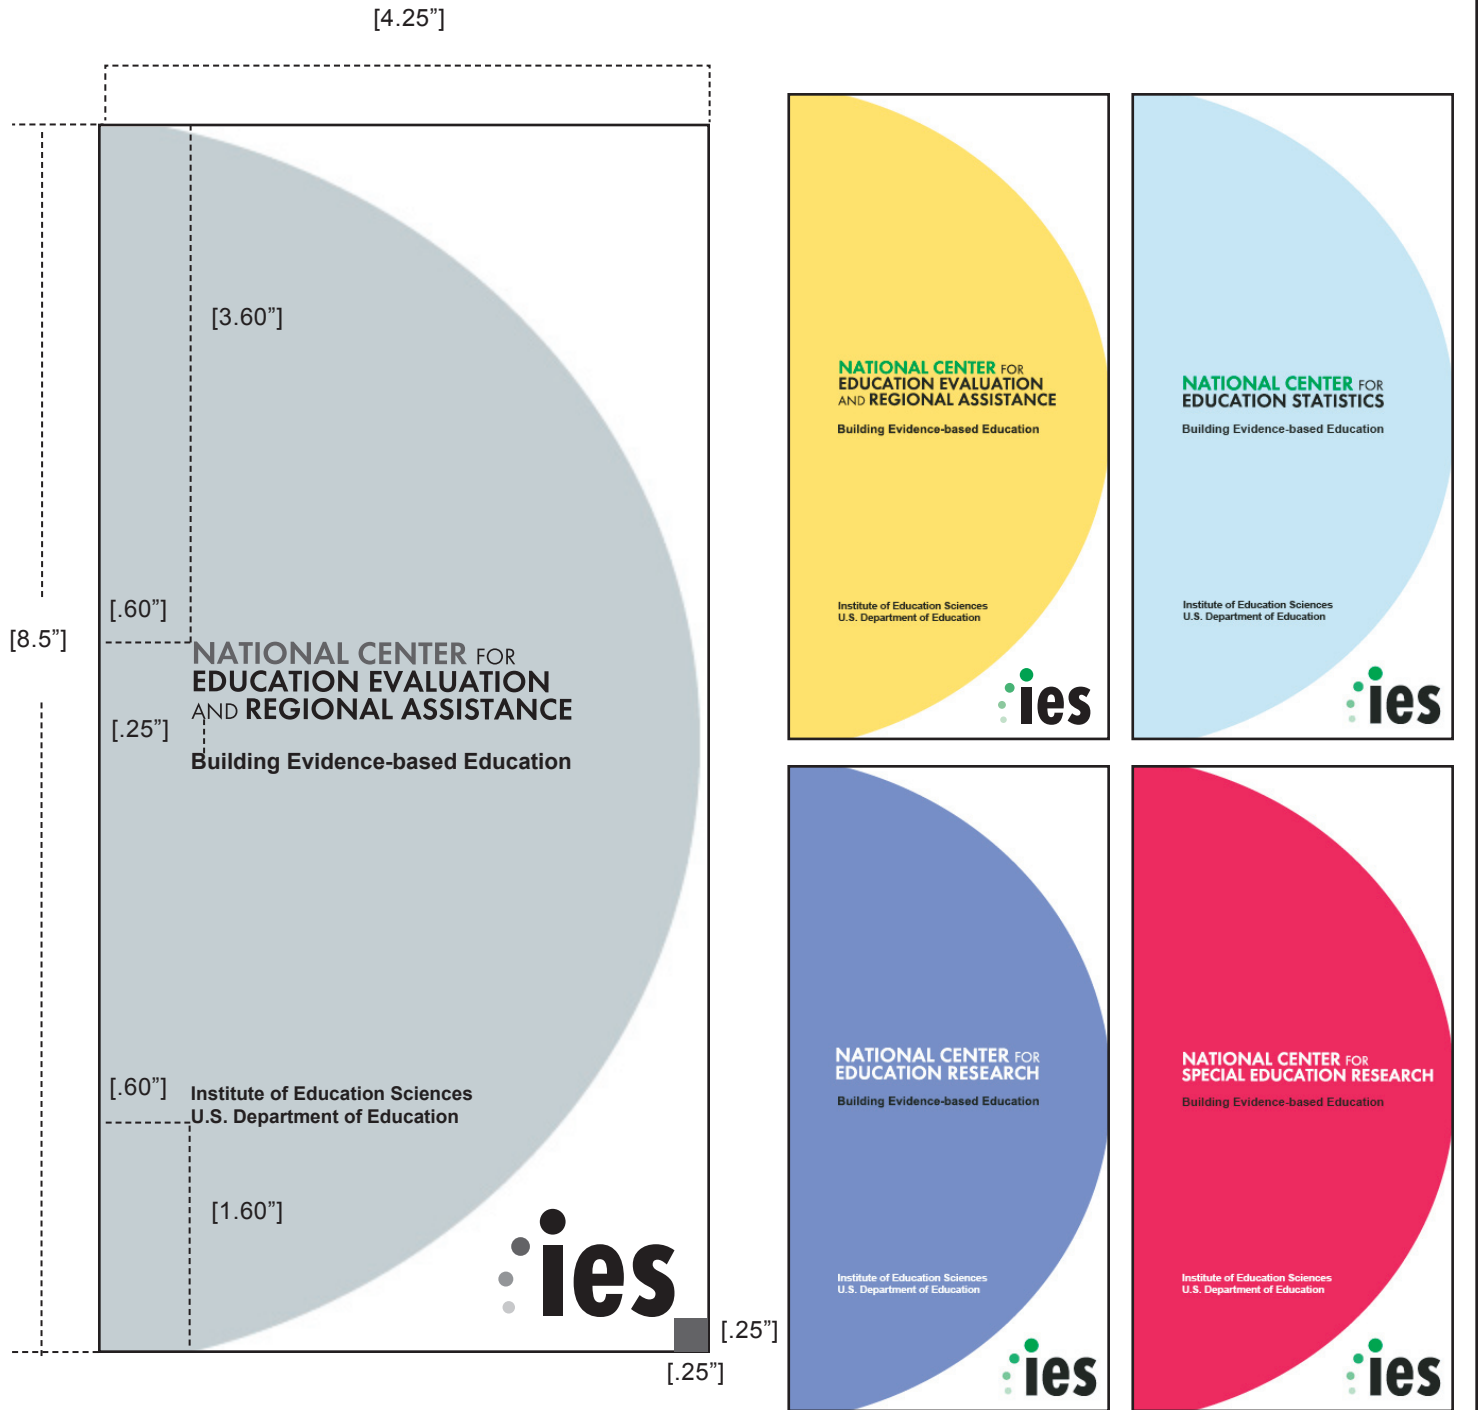 [4.25”]
[3.60”]
[.60”]
[8.5”]
NATIONAL CENTER FOR
EDUCATION EVALUATION
AND REGIONAL ASSISTANCE
[.25”]
Building Evidence-based Education
[.60”]
Institute of Education Sciences
U.S. Department of Education
[1.60”]
ies
[.25”]
[.25”]
NATIONAL CENTER FOR
EDUCATION EVALUATION
AND REGIONAL ASSISTANCE
Building Evidence-based Education
Institute of Education Sciences
U.S. Department of Education
ies
NATIONAL CENTER FOR
EDUCATION STATISTICS
Building Evidence-based Education
Institute of Education Sciences
U.S. Department of Education
ies
NATIONAL CENTER FOR
EDUCATION RESEARCH
Building Evidence-based Education
Institute of Education Sciences
U.S. Department of Education
ies
NATIONAL CENTER FOR
SPECIAL EDUCATION RESEARCH
Building Evidence-based Education
Institute of Education Sciences
U.S. Department of Education
ies